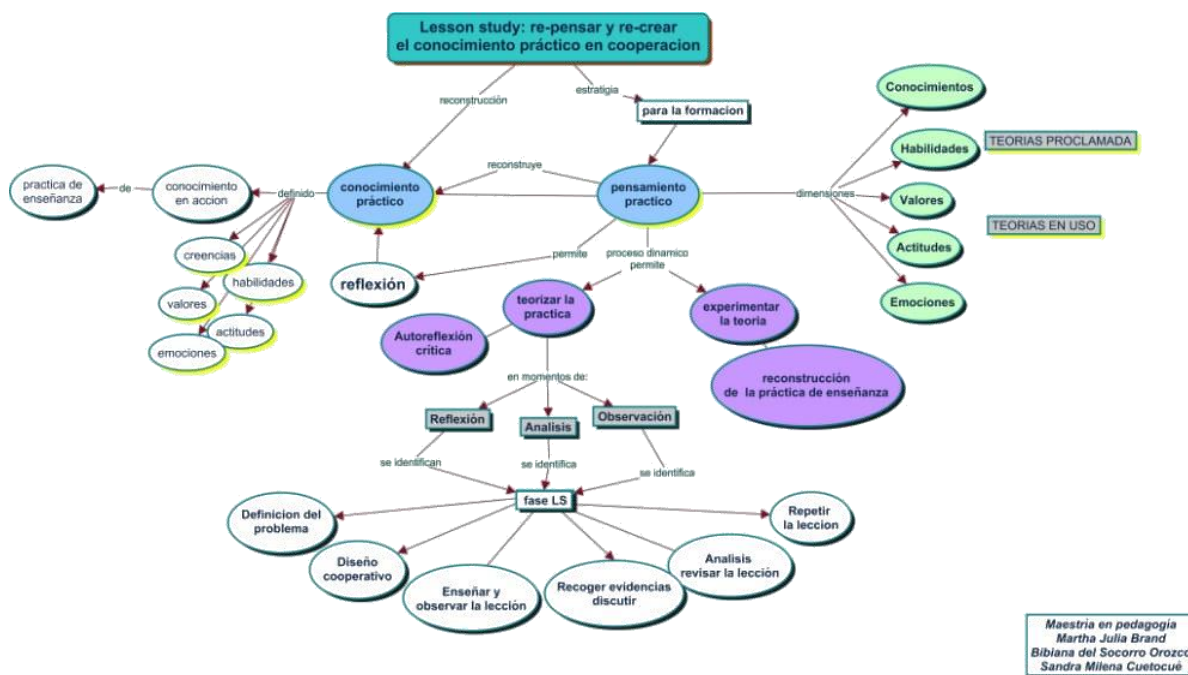 Lesson study: re-pensar y re-crear
el conocimiento práctico en cooperacion
reconstrucción
estratigia
para la formacion
Conocimientos
Habilidades
TEORIAS PROCLAMADA
practica de
enseñanza
de
conocimiento
en accion
definido
conocimiento
práctico
reconstruye
pensamiento
practico
dimensiones
Valores
TEORIAS EN USO
Actitudes
Emociones
creencias
habilidades
valores
actitudes
emociones
reflexión
permite
proceso dinamico
permite
teorizar la
practica
experimentar
la teoria
Autoreflexión
crítica
reconstrucción
de la práctica de enseñanza
en momentos de:
Reflexión
Analisis
Observación
se identifican
se identifica
se identifica
fase LS
Definicion del
problema
Diseño
cooperativo
Enseñar y
observar la lección
Recoger evidencias
discutir
Analisis
revisar la lección
Repetir
la leccion
Maestria en pedagogia
Martha Julia Brand
Bibiana del Socorro Orozco
Sandra Milena Cuetocué